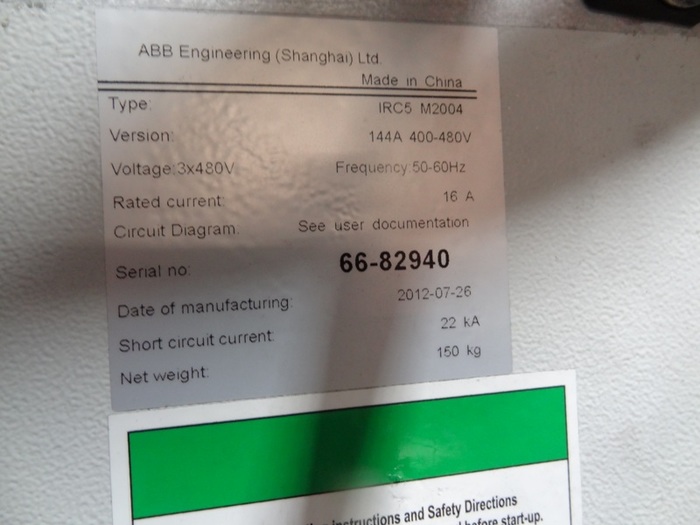 ABB Engineering (Shanghai) Ltd.
Made in China
Type: IRC5 M2004
Version: 144A 400-480V
Voltage:3x480V Frequency:50-60Hz
Rated current: 16 A
Circuit Diagram: See user documentation
Serial no: 66-82940
Date of manufacturing: 2012-07-26
Short circuit current: 22 kA
Net weight: 150 kg
instructions and Safety Directions
before start-up.